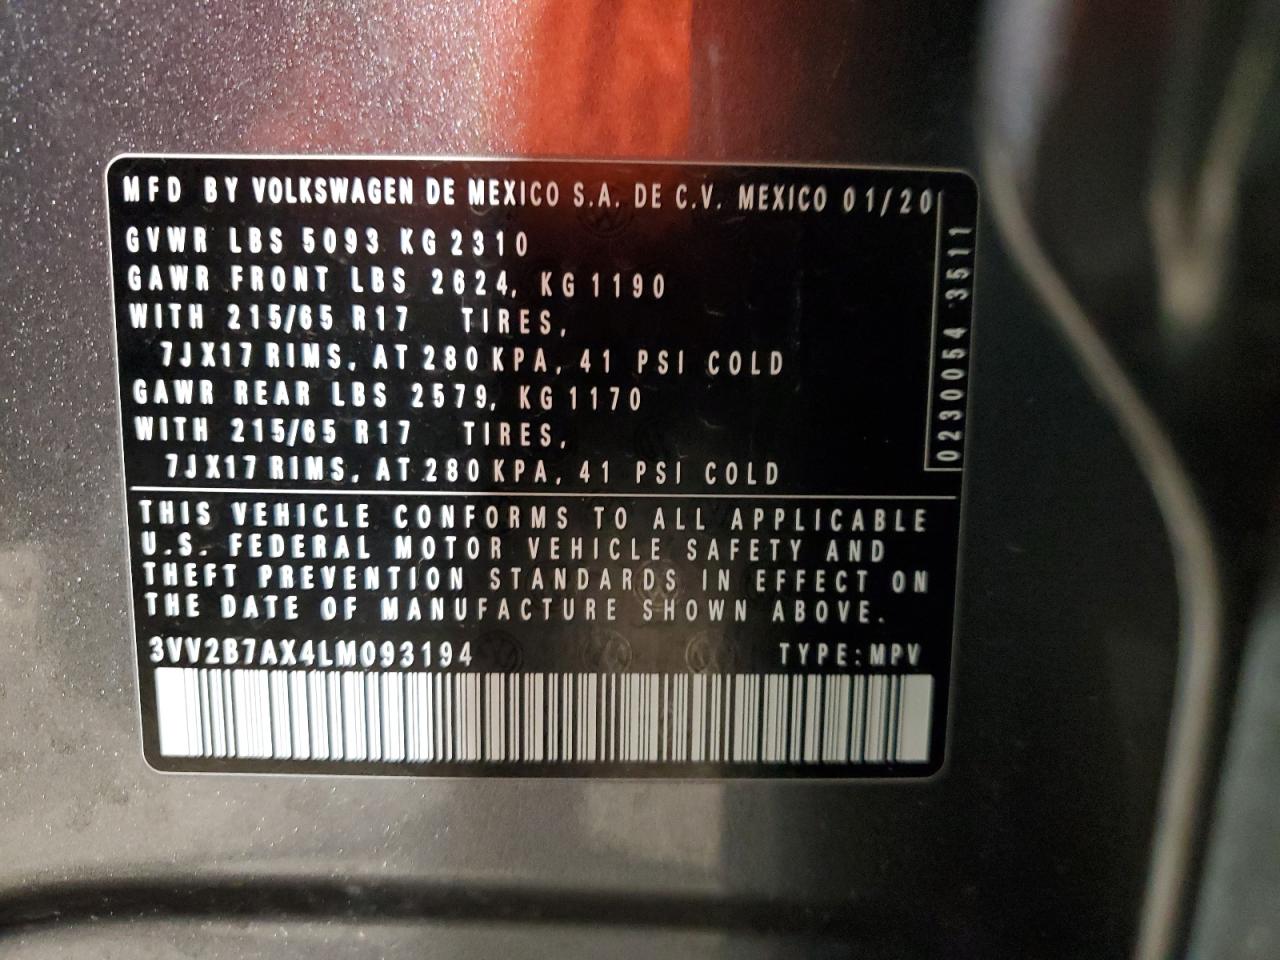 MFD BY VOLKSWAGEN DE MEXICO S.A. DE C.V. MEXICO 01/20
GVWR LBS 5093 KG 2310
GAWR FRONT LBS 2624, KG 1190
WITH 215/65 R17 TIRES,
7JX17 RIMS, AT 280 KPA, 41 PSI COLD
GAWR REAR LBS 2579, KG 1170
WITH 215/65 R17 TIRES,
7JX17 RIMS, AT 280 KPA, 41 PSI COLD
0230054 3511
THIS VEHICLE CONFORMS TO ALL APPLICABLE
U.S. FEDERAL MOTOR VEHICLE SAFETY AND
THEFT PREVENTION STANDARDS IN EFFECT ON
THE DATE OF MANUFACTURE SHOWN ABOVE.
3VV2B7AX4LM093194 TYPE:MPV